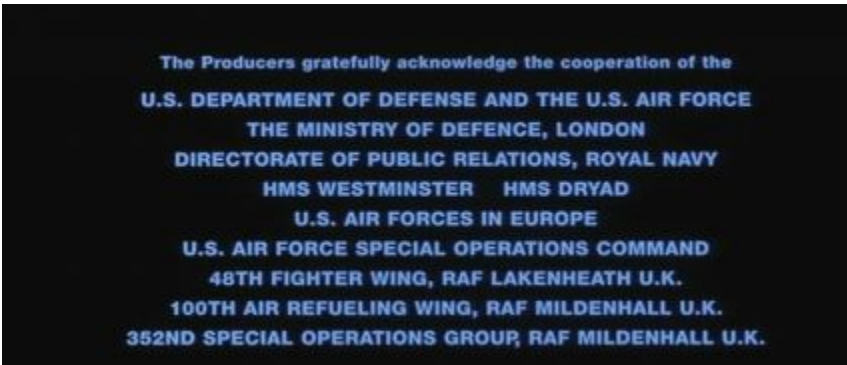 The Producers gratefully acknowledge the cooperation of the
U.S. DEPARTMENT OF DEFENSE AND THE U.S. AIR FORCE
THE MINISTRY OF DEFENCE, LONDON
DIRECTORATE OF PUBLIC RELATIONS, ROYAL NAVY
HMS WESTMINSTER HMS DRYAD
U.S. AIR FORCES IN EUROPE
U.S. AIR FORCE SPECIAL OPERATIONS COMMAND
48TH FIGHTER WING, RAF LAKENHEATH U.K.
100TH AIR REFUELING WING, RAF MILDENHALL U.K.
352ND SPECIAL OPERATIONS GROUP, RAF MILDENHALL U.K.